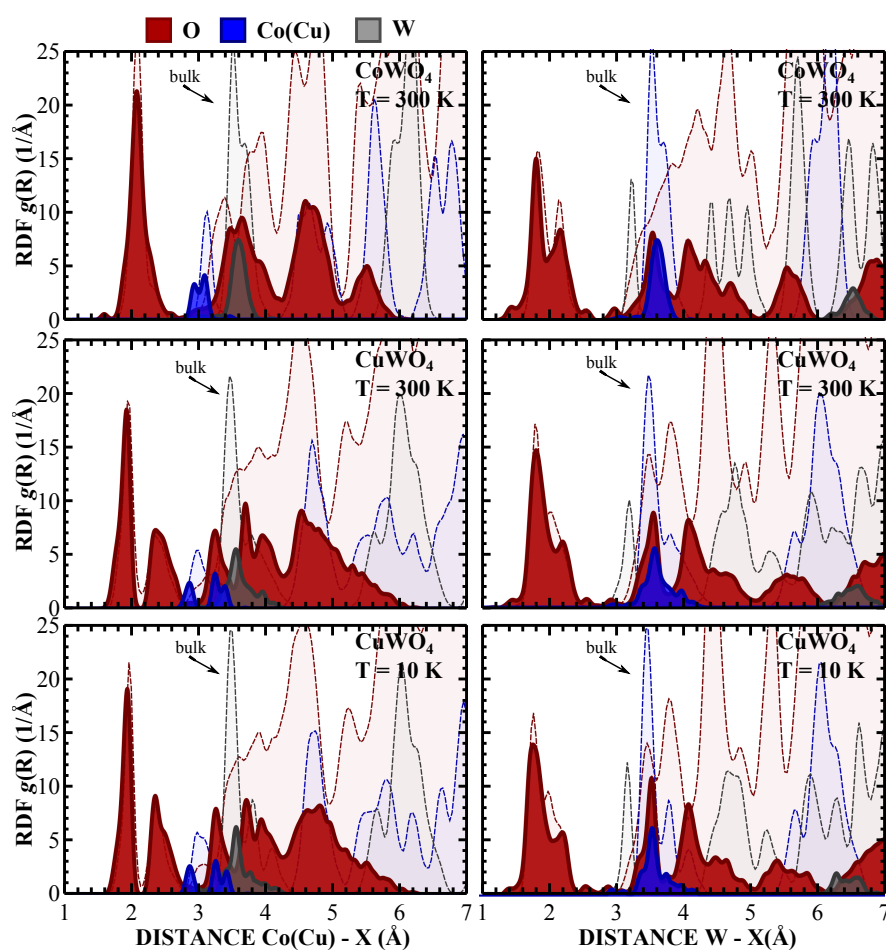 O Co(Cu) W
25
20
15
10
5
0
RDF g(R) (1/Å)
bulk
CoWO4
T = 300 K
bulk
CoWO4
T = 300 K
25
20
15
10
5
0
RDF g(R) (1/Å)
bulk
CuWO4
T = 300 K
bulk
CuWO4
T = 300 K
25
20
15
10
5
0
RDF g(R) (1/Å)
bulk
CuWO4
T = 10 K
bulk
CuWO4
T = 10 K
1 2 3 4 5 6 7
1 2 3 4 5 6 7
DISTANCE Co(Cu) - X (Å)
DISTANCE W - X(Å)